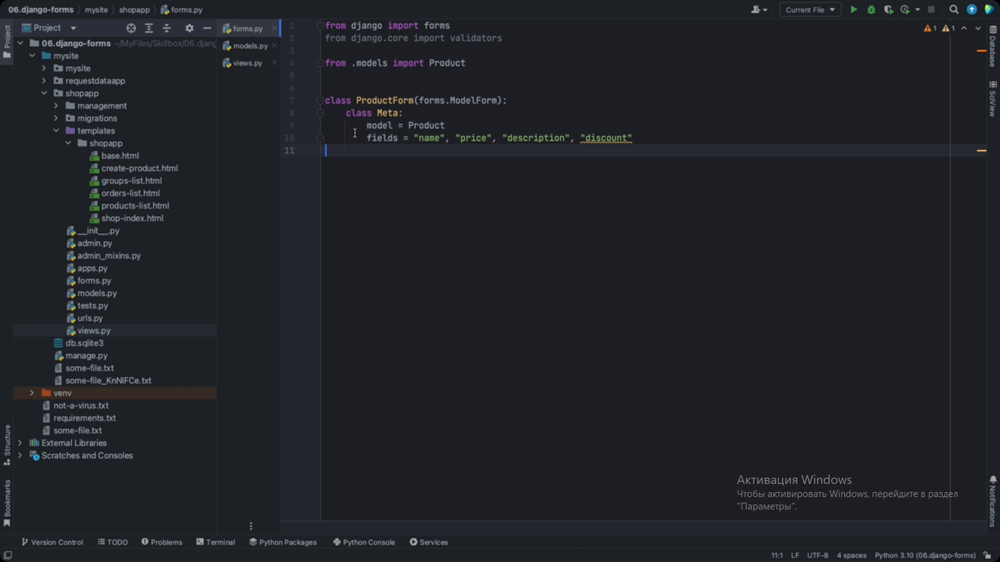 06.django-forms mysite shopapp forms.py
Current File
Project
06.django-forms ~/MyFiles/Skillbox/06.djang
mysite
mysite
requestdataapp
shopapp
management
migrations
templates
shopapp
base.html
create-product.html
groups-list.html
orders-list.html
products-list.html
shop-index.html
__init__.py
admin.py
admin_mixins.py
apps.py
forms.py
models.py
tests.py
urls.py
views.py
db.sqlite3
manage.py
some-file.txt
some-file_KnNIFCe.txt
venv
not-a-virus.txt
requirements.txt
some-file.txt
External Libraries
Scratches and Consoles
Project
Structure
Bookmarks
forms.py
models.py
views.py
1 from django import forms
2 from django.core import validators
3
4 from .models import Product
5
6
7 class ProductForm(forms.ModelForm):
8 class Meta:
9 model = Product
10 fields = "name", "price", "description", "discount"
11
1 1
Database
SciView
Notifications
Активация Windows
Чтобы активировать Windows, перейдите в раздел
"Параметры".
Version Control TODO Problems Terminal Python Packages Python Console Services
11:1 LF UTF-8 4 spaces Python 3.10 (06.django-forms)